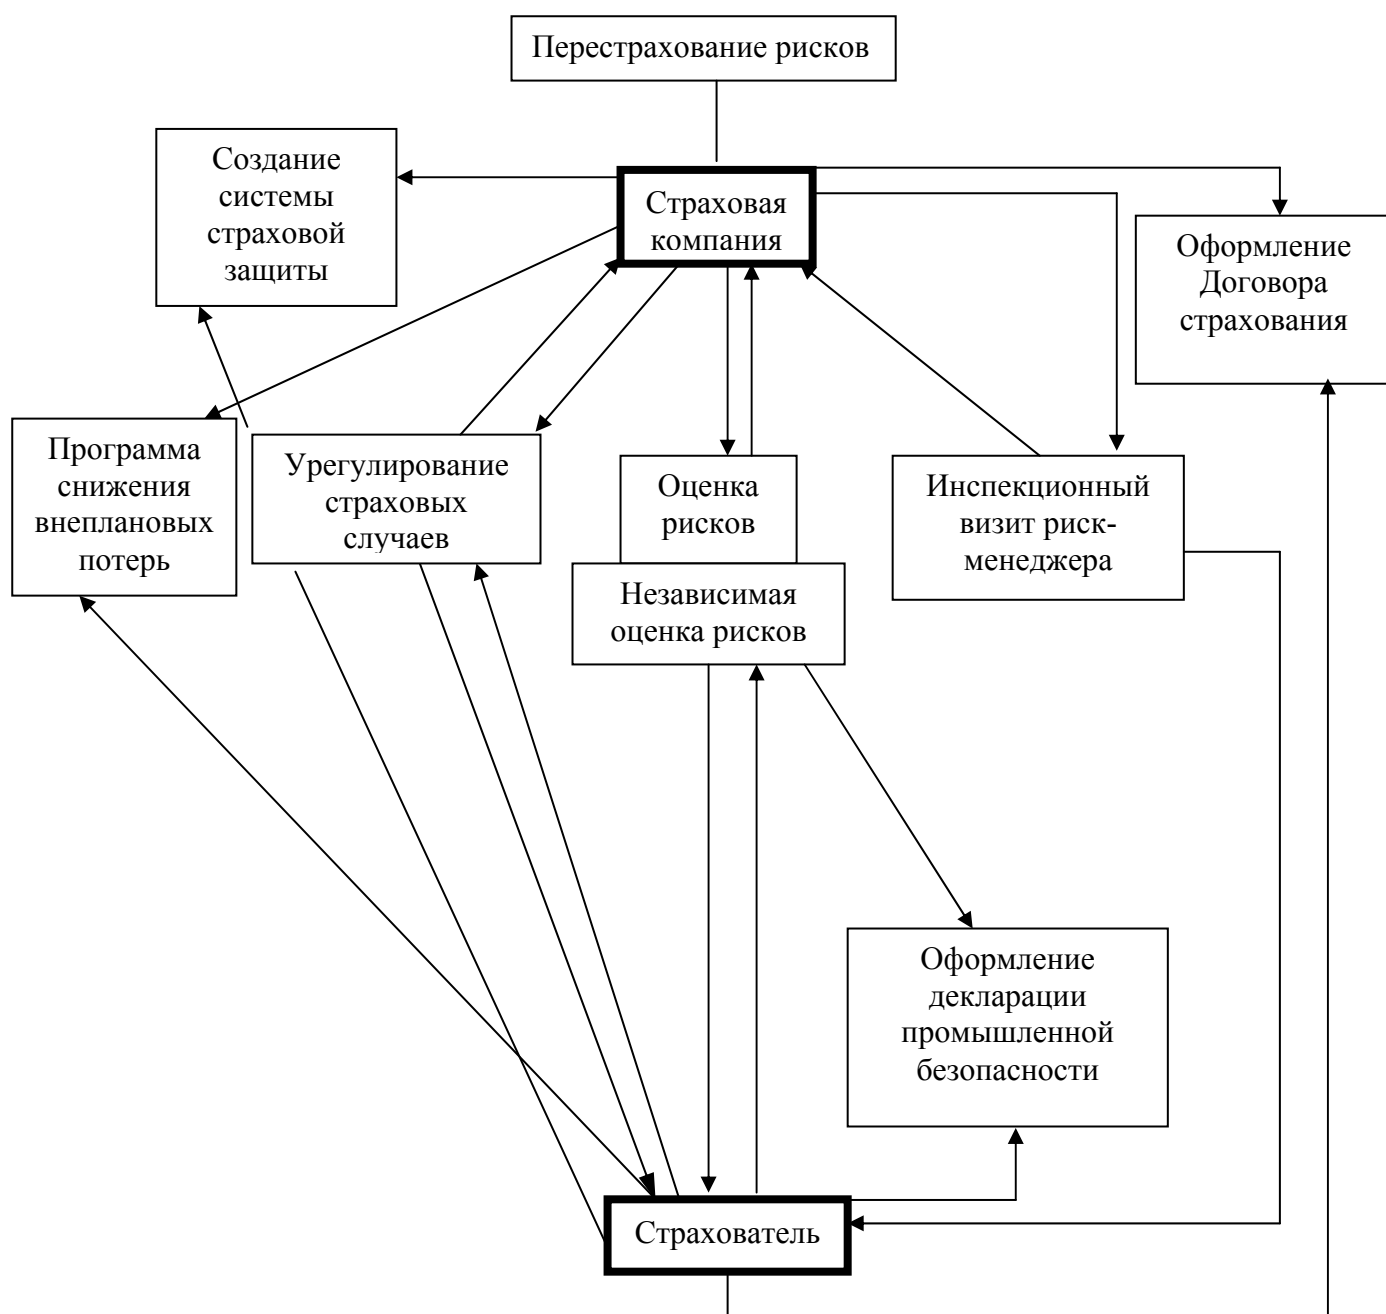 Перестрахование рисков
Создание
системы
страховой
защиты
Страховая
компания
Оформление
Договора
страхования
Программа
снижения
внеплановых
потерь
Урегулирование
страховых
случаев
Оценка
рисков
Инспекционный
визит риск-
менеджера
Независимая
оценка рисков
Оформление
декларации
промышленной
безопасности
Страхователь